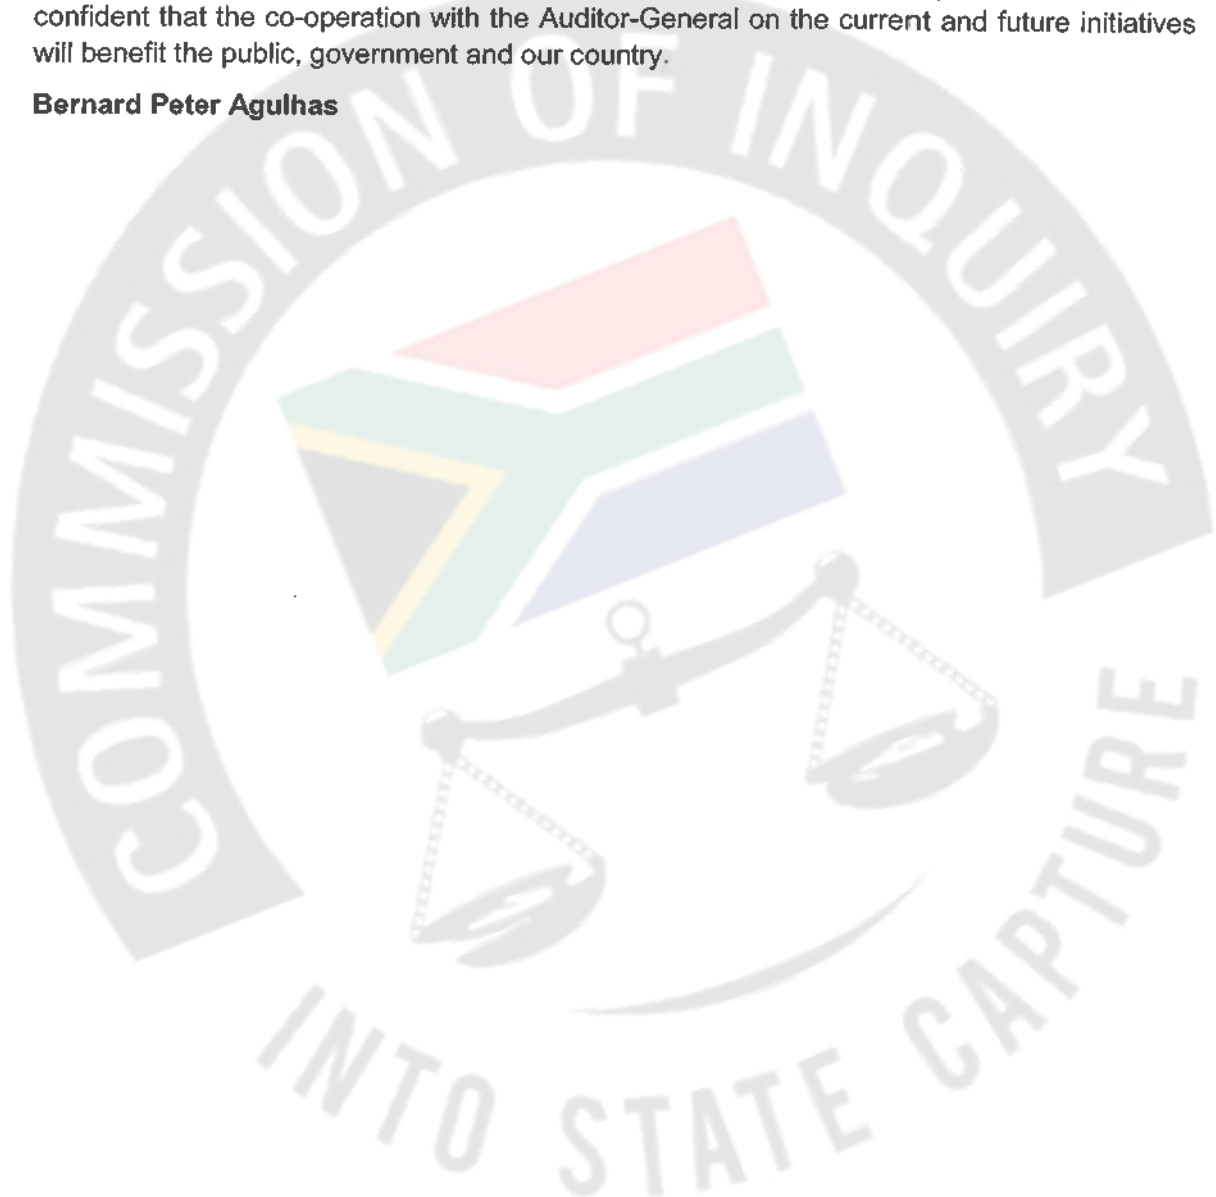 confident that the co-operation with the Auditor-General on the current and future initiatives
will benefit the public, government and our country.
Bernard Peter Agulhas
COMMISSION OF INQUIRY
INTO STATE CAPTURE